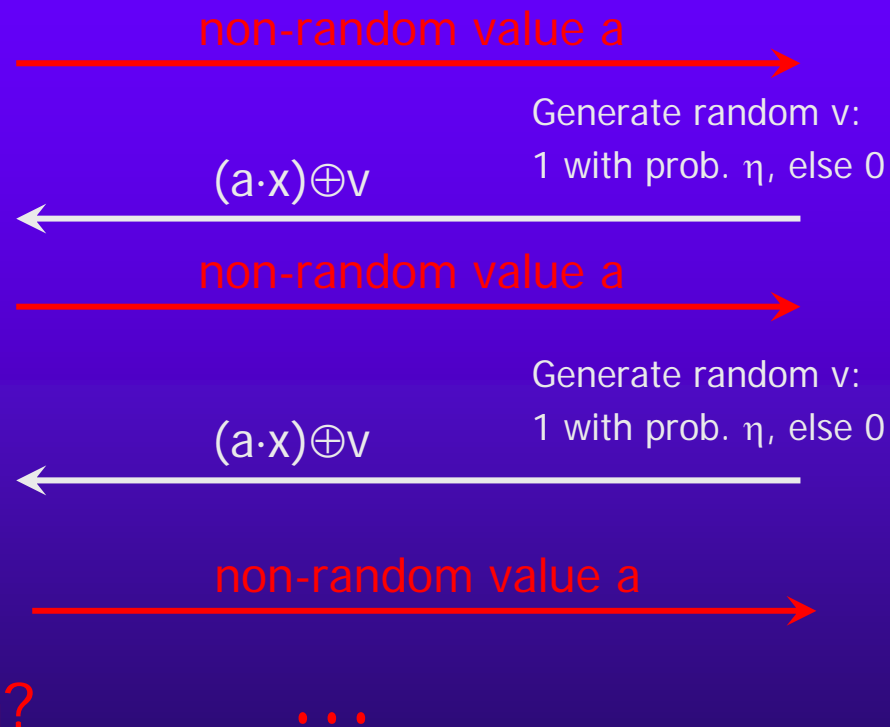 non-random value a
Generate random v:
1 with prob. η, else 0
(a·x)⊕v
non-random value a
Generate random v:
1 with prob. η, else 0
(a·x)⊕v
non-random value a
? ...